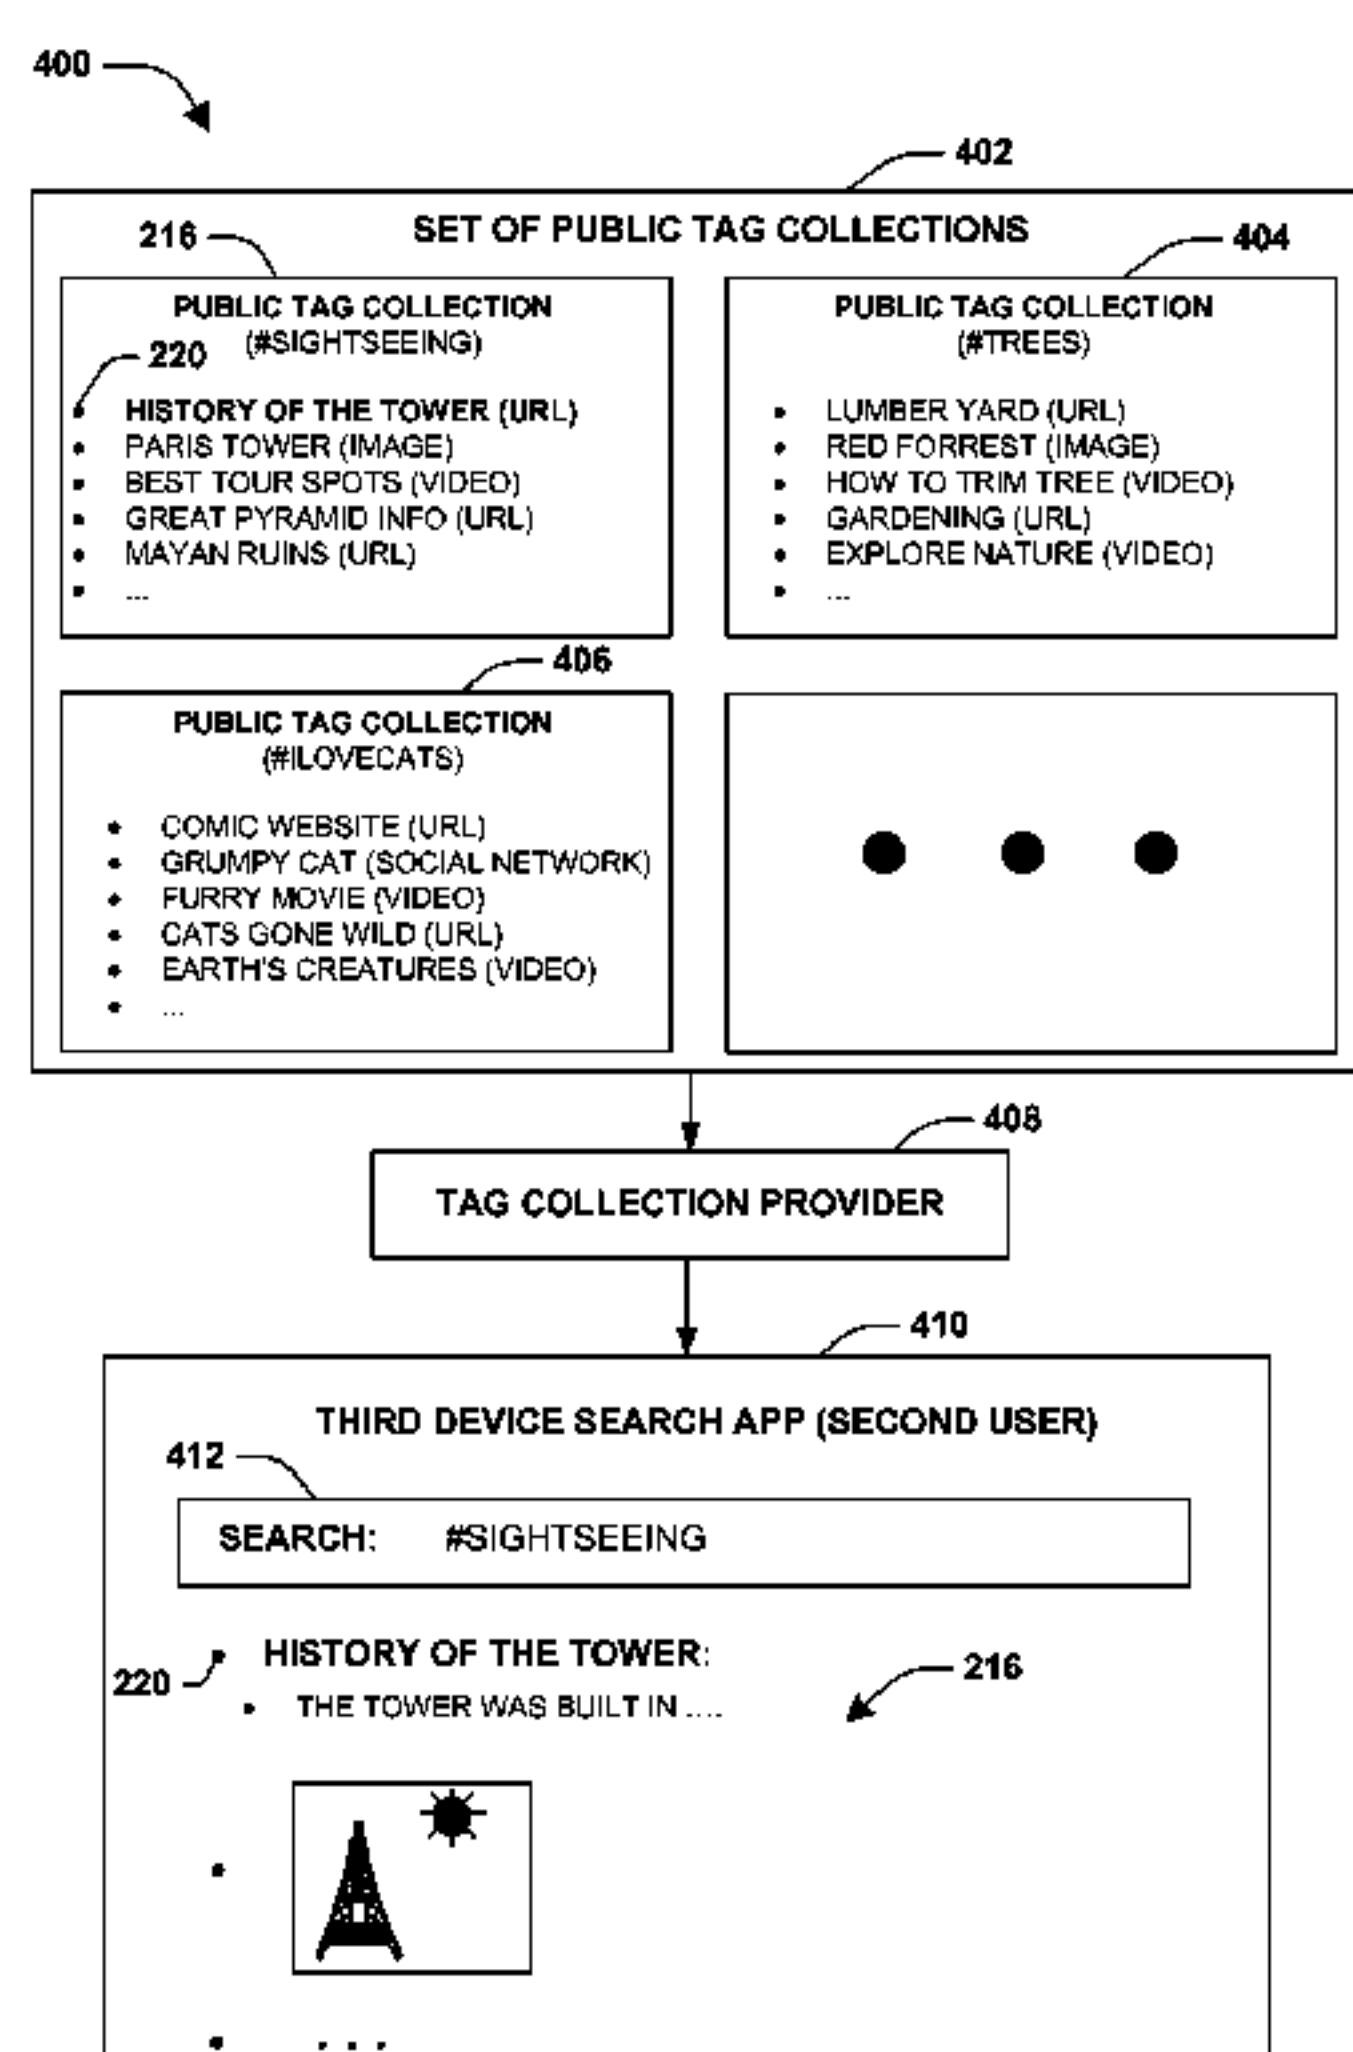 400
402
SET OF PUBLIC TAG COLLECTIONS
216
404
PUBLIC TAG COLLECTION
(#SIGHTSEEING)
220
• HISTORY OF THE TOWER (URL)
• PARIS TOWER (IMAGE)
• BEST TOUR SPOTS (VIDEO)
• GREAT PYRAMID INFO (URL)
• MAYAN RUINS (URL)
• ...
PUBLIC TAG COLLECTION
(#TREES)
• LUMBER YARD (URL)
• RED FORREST (IMAGE)
• HOW TO TRIM TREE (VIDEO)
• GARDENING (URL)
• EXPLORE NATURE (VIDEO)
• ...
406
PUBLIC TAG COLLECTION
(#ILOVECATS)
• COMIC WEBSITE (URL)
• GRUMPY CAT (SOCIAL NETWORK)
• FURRY MOVIE (VIDEO)
• CATS GONE WILD (URL)
• EARTH'S CREATURES (VIDEO)
• ...
408
TAG COLLECTION PROVIDER
410
THIRD DEVICE SEARCH APP (SECOND USER)
412
SEARCH: #SIGHTSEEING
• HISTORY OF THE TOWER:
220
216
• THE TOWER WAS BUILT IN ....
• . . .